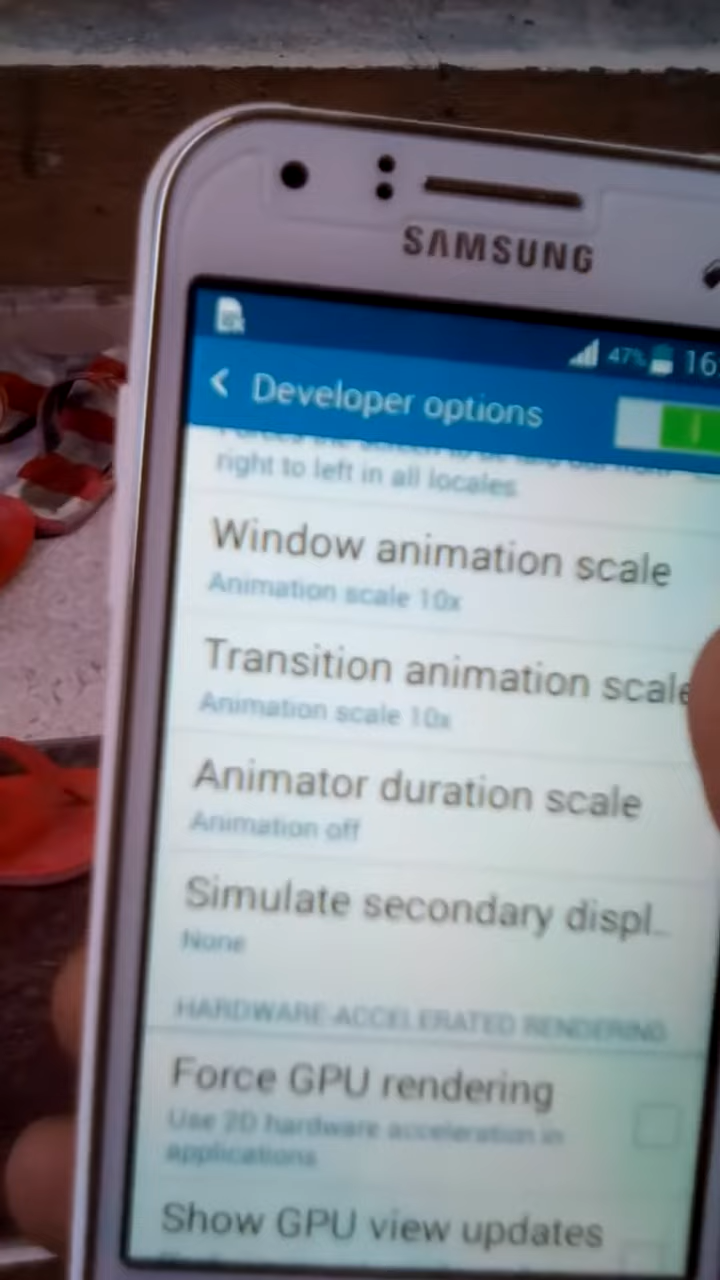 SAMSUNG
47% 16
Developer options
right to left in all locales
Window animation scale
Animation scale 10x
Transition animation scale
Animation scale 10x
Animator duration scale
Animation off
Simulate secondary displ..
None
HARDWARE-ACCELERATED RENDERING
Force GPU rendering
Use 2D hardware acceleration in
applications
Show GPU view updates